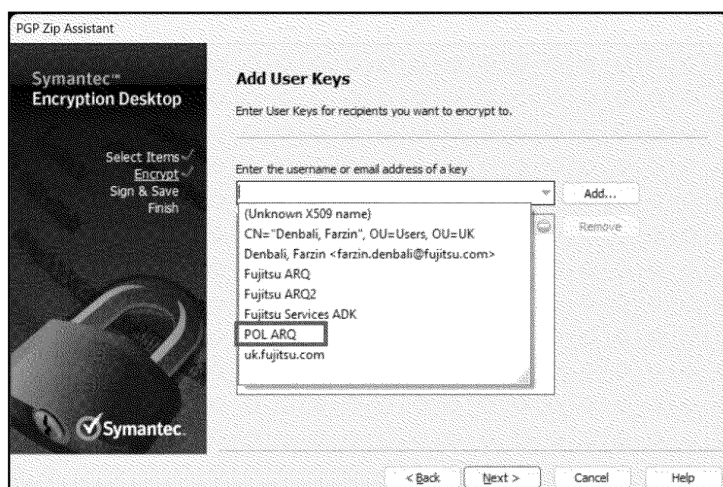 PGP Zip Assistant
Symantec™
Encryption Desktop
Select Items ✓
Encrypt ✓
Sign & Save
Finish
Symantec.
Add User Keys
Enter User Keys for recipients you want to encrypt to.
Enter the username or email address of a key
Add...
Remove
(Unknown X509 name)
CN="Denbali, Farzin", OU=Users, OU=UK
Denbali, Farzin <farzin.denbali@fujitsu.com>
Fujitsu ARQ
Fujitsu ARQ2
Fujitsu Services ADK
POL ARQ
uk.fujitsu.com
< Back
Next >
Cancel
Help